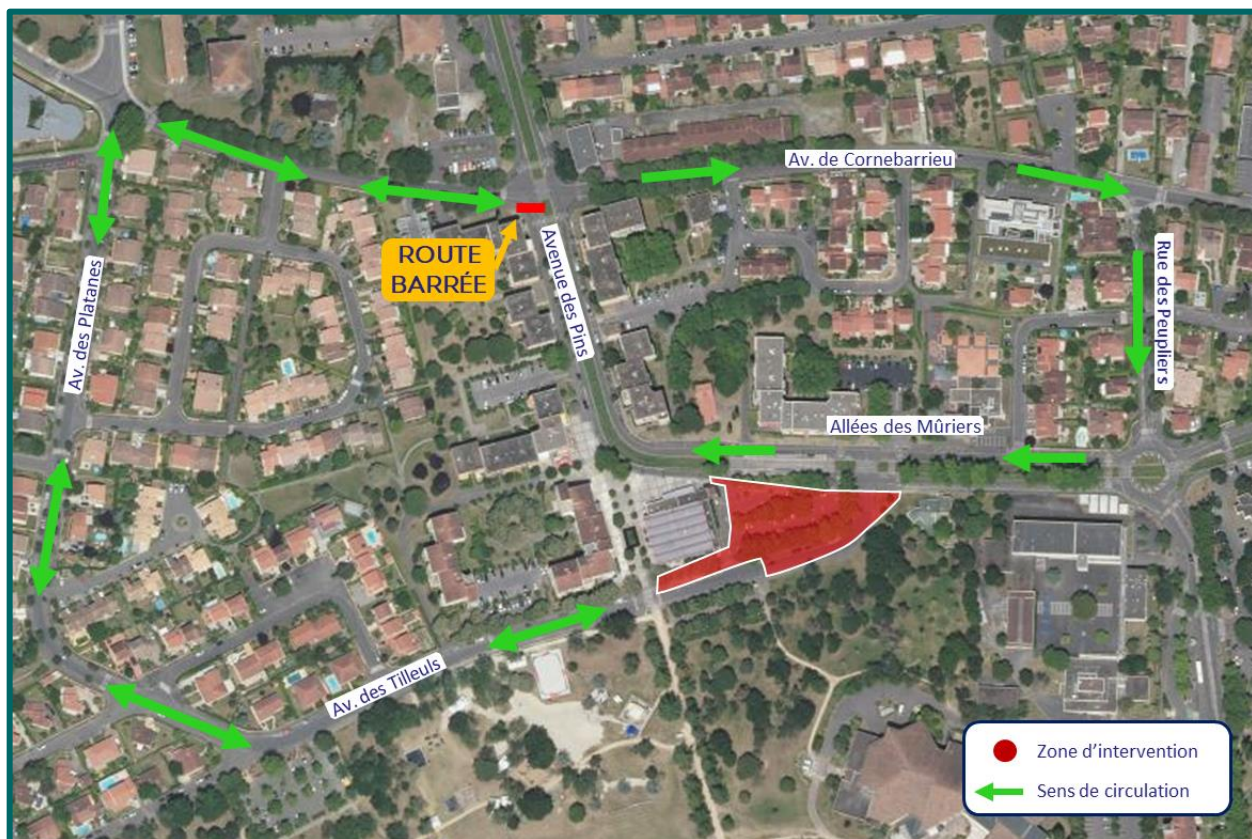 Av. de Cornebarrieu
ROUTE
BARRÉE
Avenue des Pins
Av. des Platanes
Rue des Peupliers
Allées des Mûriers
Av. des Tilleuls
Zone d'intervention
Sens de circulation